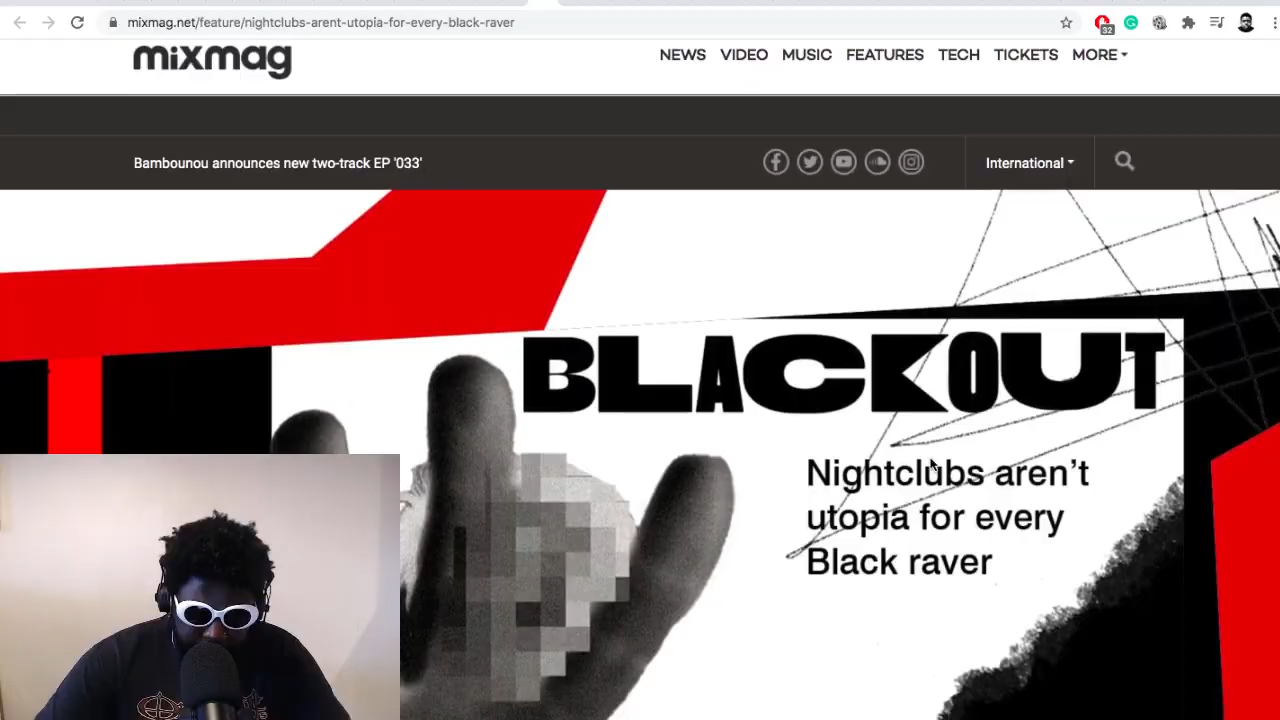 mixmag.net/feature/nightclubs-arent-utopia-for-every-black-raver
32
mixmag
NEWS VIDEO MUSIC FEATURES TECH TICKETS MORE
Bambounou announces new two-track EP '033'
International
BLACKOUT
Nightclubs aren’t
utopia for every
Black raver